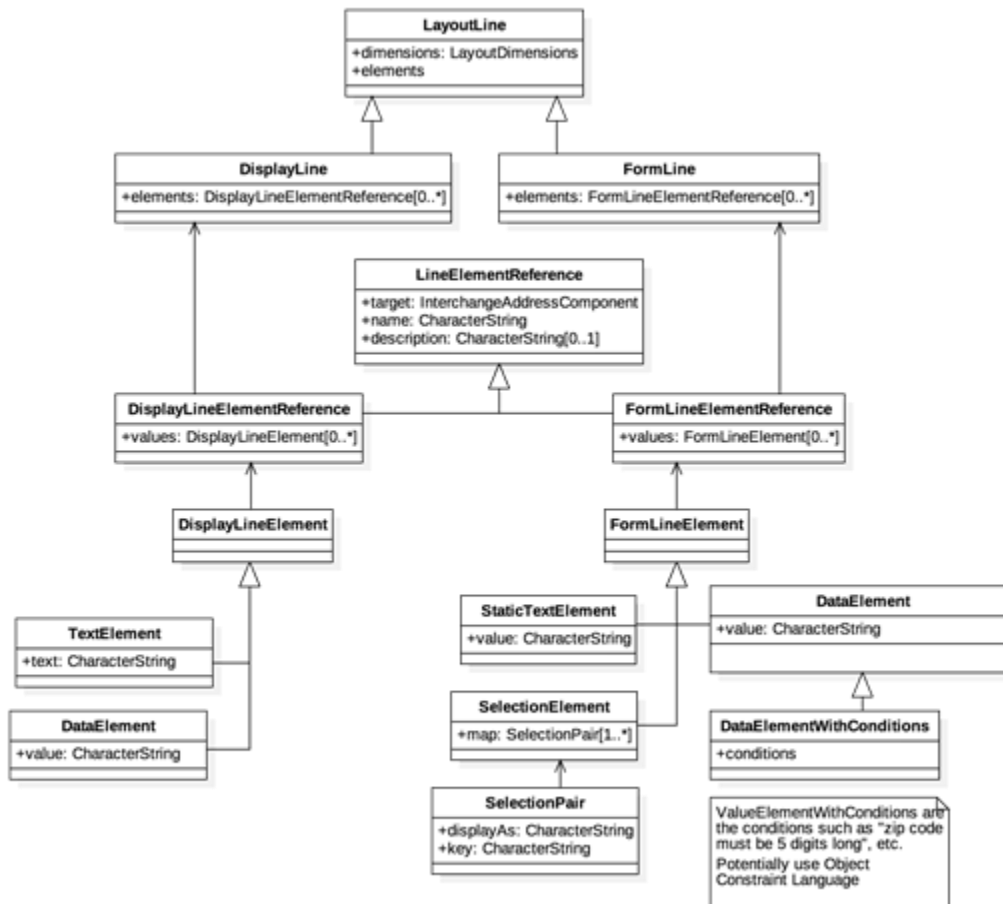 LayoutLine
+dimensions: LayoutDimensions
+elements
DisplayLine
+elements: DisplayLineElementReference[0..*]
FormLine
+elements: FormLineElementReference[0..*]
LineElementReference
+target: InterchangeAddressComponent
+name: CharacterString
+description: CharacterString[0..1]
DisplayLineElementReference
+values: DisplayLineElement[0..*]
FormLineElementReference
+values: FormLineElement[0..*]
DisplayLineElement
FormLineElement
TextElement
+text: CharacterString
StaticTextElement
+value: CharacterString
DataElement
+value: CharacterString
DataElement
+value: CharacterString
SelectionElement
+map: SelectionPair[1..*]
DataElementWithConditions
+conditions
SelectionPair
+displayAs: CharacterString
+key: CharacterString
ValueElementWithConditions are
the conditions such as "zip code
must be 5 digits long", etc.
Potentially use Object
Constraint Language